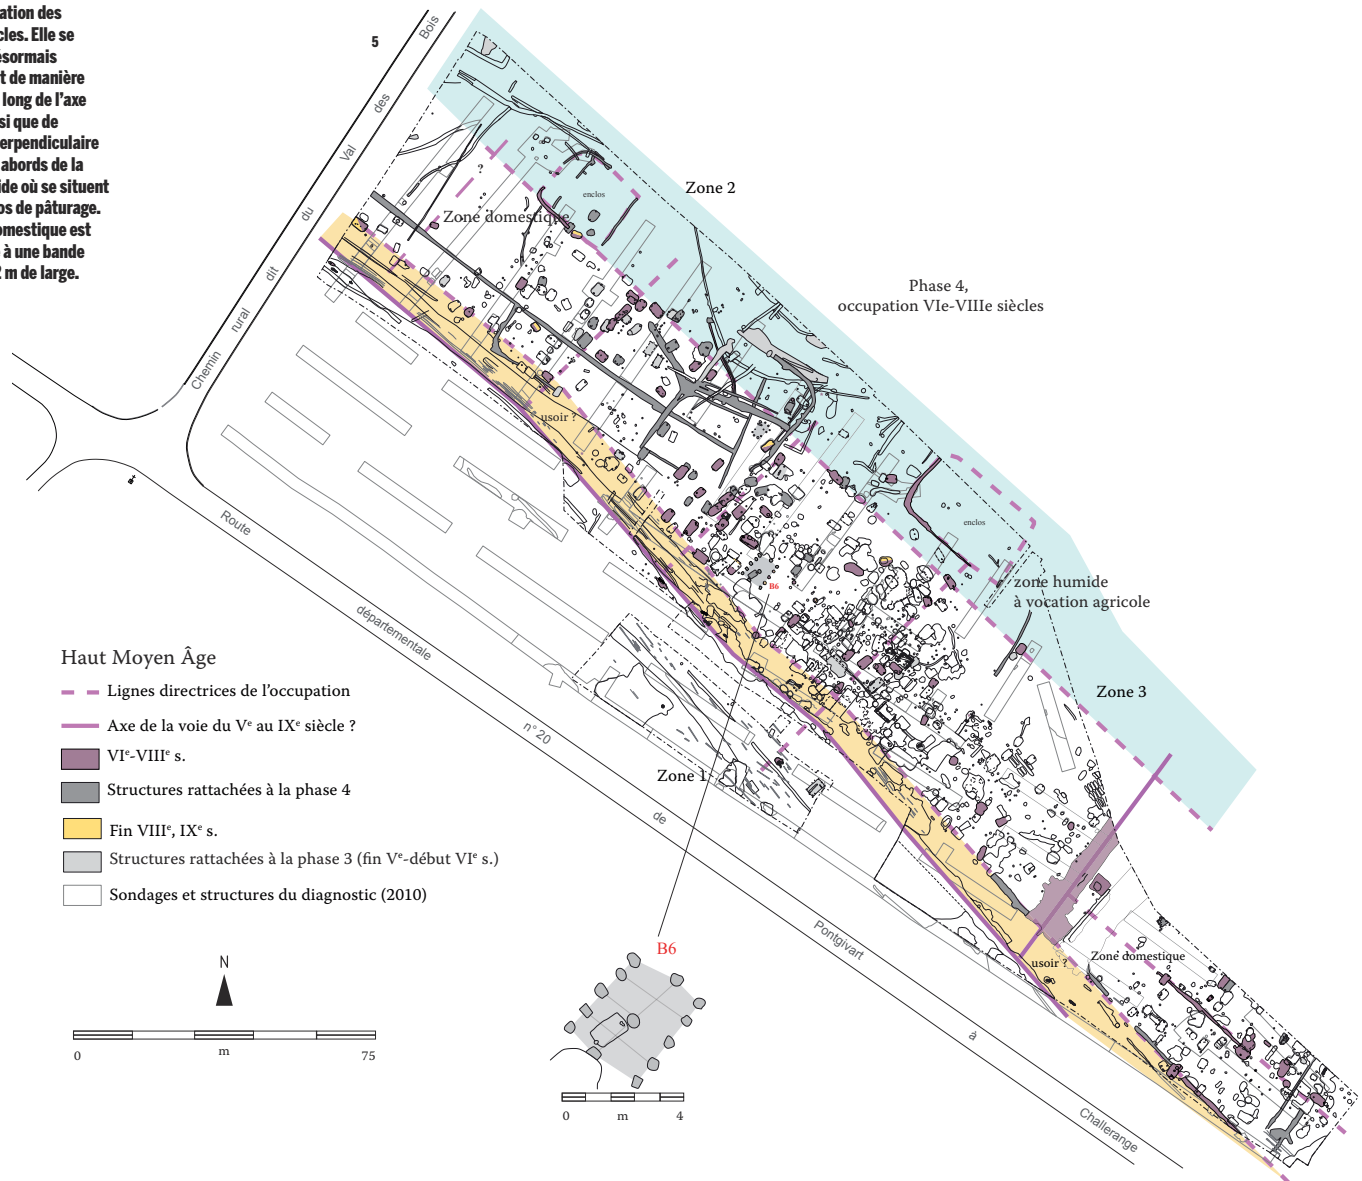 ation des
cles. Elle se
ésormais
t de manière
long de l'axe
si que de
erpendiculaire
abords de la
ide où se situent
os de pâturage.
omestique est
à une bande
2 m de large.
5
Chemin rural dit du Val des Bois
Zone 2
enclos
Zone domestique
?
Phase 4,
occupation VIe-VIIIe siècles
usoir ?
enclos
B6
zone humide
à vocation agricole
Zone 3
Zone 1
Route départementale n° 20 de Pontgivart à Challerange
usoir ?
Zone domestique
Haut Moyen Âge
Lignes directrices de l'occupation
Axe de la voie du Ve au IXe siècle ?
VIe-VIIIe s.
Structures rattachées à la phase 4
Fin VIIIe, IXe s.
Structures rattachées à la phase 3 (fin Ve-début VIe s.)
Sondages et structures du diagnostic (2010)
N
0 m 75
B6
0 m 4